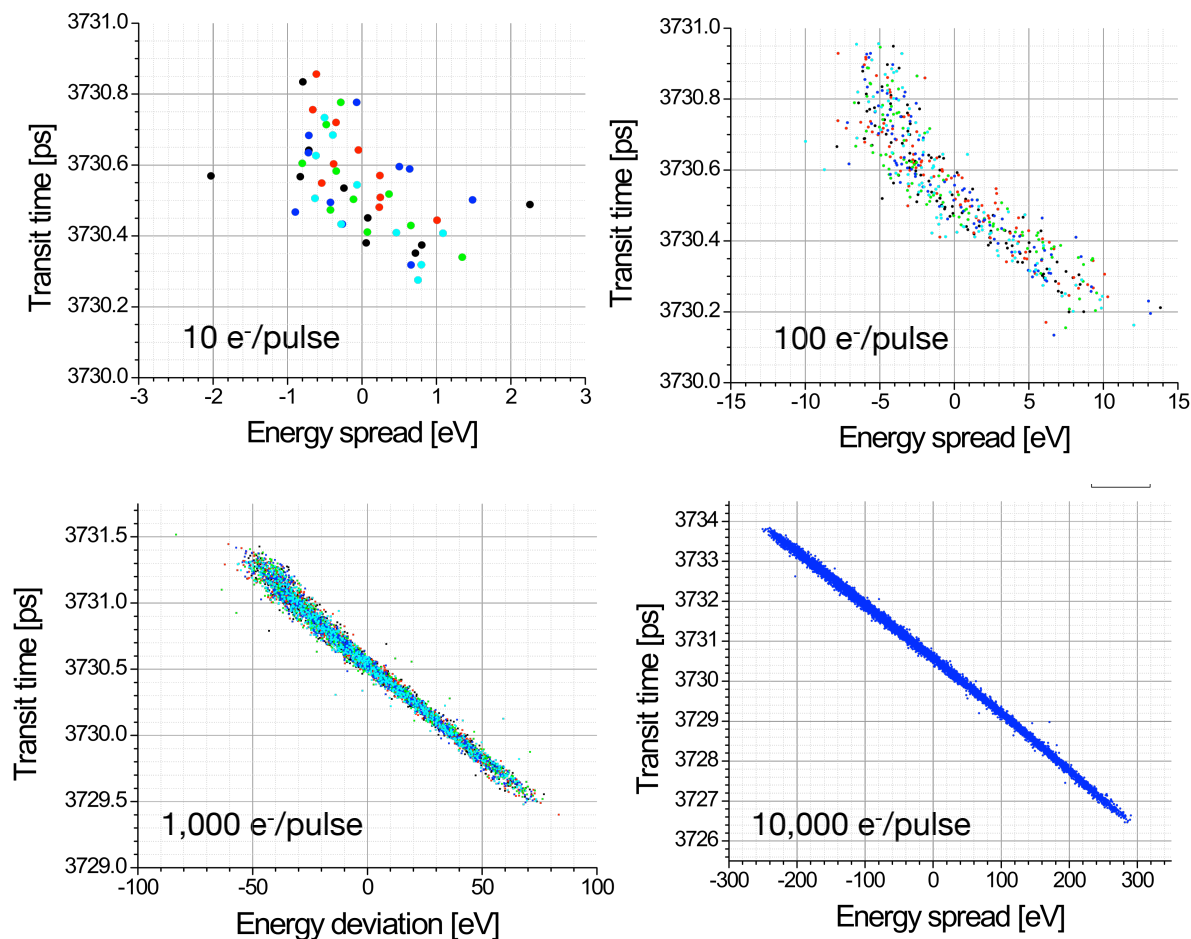 3731.0
3730.8
3730.6
3730.4
3730.2
3730.0
Transit time [ps]
10 e⁻/pulse
-3 -2 -1 0 1 2 3
Energy spread [eV]
3731.0
3730.8
3730.6
3730.4
3730.2
3730.0
Transit time [ps]
100 e⁻/pulse
-15 -10 -5 0 5 10 15
Energy spread [eV]
3731.5
3731.0
3730.5
3730.0
3729.5
3729.0
Transit time [ps]
1,000 e⁻/pulse
-100 -50 0 50 100
Energy deviation [eV]
3734
3733
3732
3731
3730
3729
3728
3727
3726
Transit time [ps]
10,000 e⁻/pulse
-300 -200 -100 0 100 200 300
Energy spread [eV]